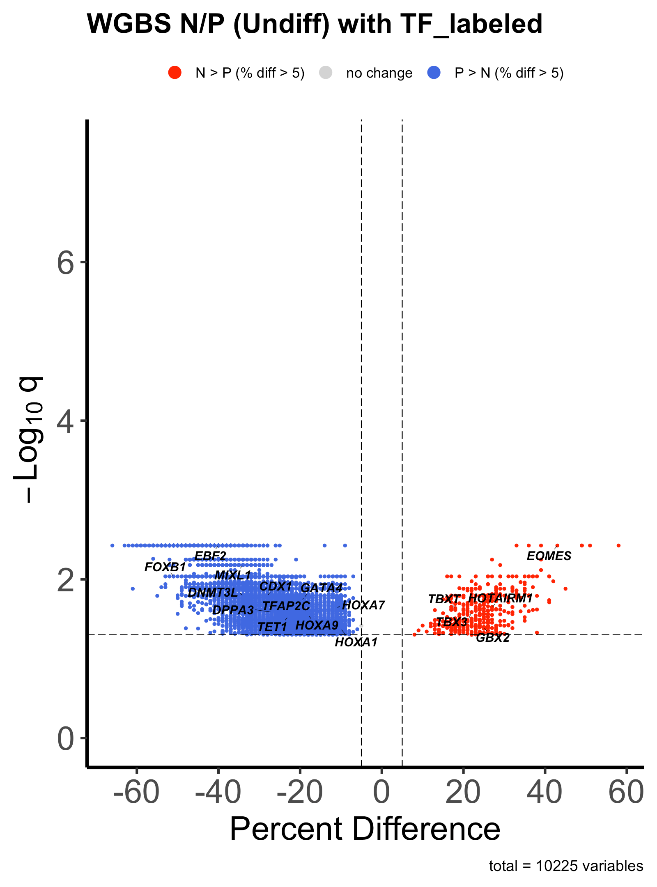 WGBS N/P (Undiff) with TF_labeled
N > P (% diff > 5) no change P > N (% diff > 5)
6
4
2
0
− Log10 q
EBF2
FOXB1
MIXL1
CDX1
GATA4
DNMT3L
DPPA3
TFAP2C
HOXA7
TET1
HOXA9
HOXA1
EOMES
TBXT
HOTAIRM1
TBX3
GBX2
-60 -40 -20 0 20 40 60
Percent Difference
total = 10225 variables